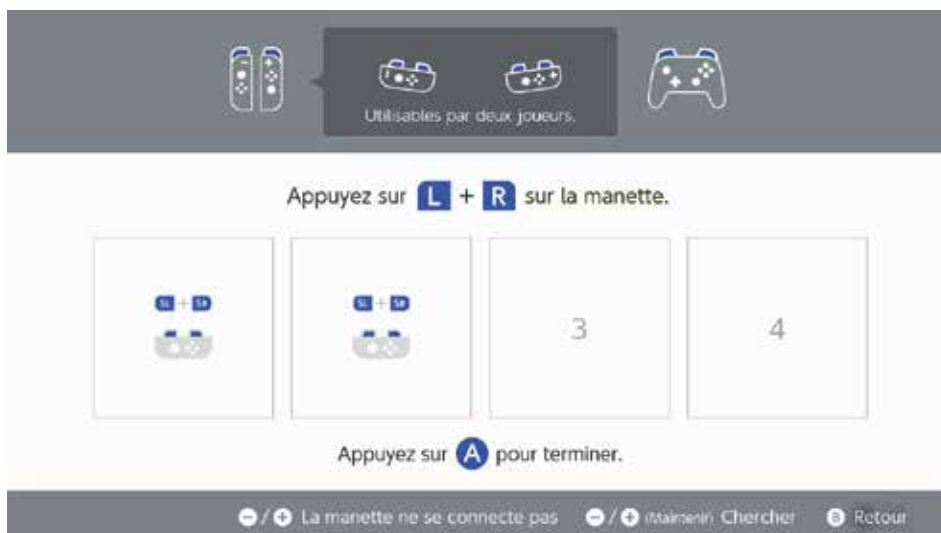 Utilisables par deux joueurs.
Appuyez sur L + R sur la manette.
SL + SR
SL + SR
3
4
Appuyez sur A pour terminer.
−/+ La manette ne se connecte pas −/+ (Maintenir) Chercher B Retour